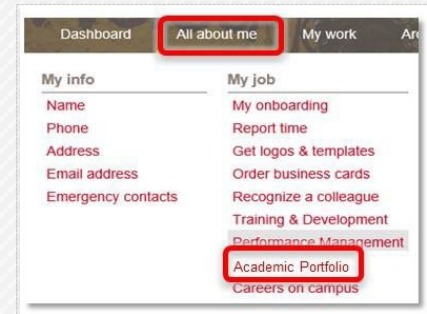 Dashboard All about me My work Ar
My info
Name
Phone
Address
Email address
Emergency contacts
My job
My onboarding
Report time
Get logos & templates
Order business cards
Recognize a colleague
Training & Development
Performance Management
Academic Portfolio
Careers on campus